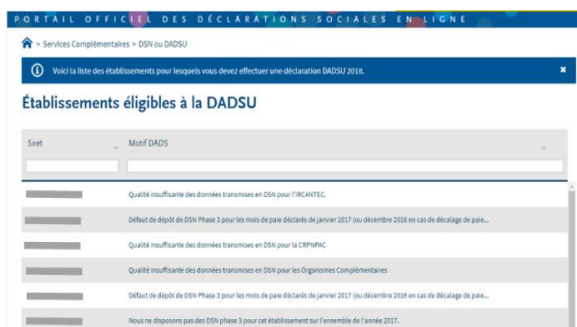 PORTAIL OFFICIEL DES DÉCLARATIONS SOCIALES EN LIGNE
> Services Complémentaires > DSN ou DADSU
Voici la liste des établissements pour lesquels vous devez effectuer une déclaration DADSU 2018.
Établissements éligibles à la DADSU
Siret Motif DADS
Qualité insuffisante des données transmises en DSN pour l'IRCANTEC.
Défaut de dépôt de DSN Phase 3 pour les mois de paie déclarés de janvier 2017 (ou décembre 2016 en cas de décalage de paie...
Qualité insuffisante des données transmises en DSN pour la CRPNPAC
Qualité insuffisante des données transmises en DSN pour les Organismes Complémentaires
Défaut de dépôt de DSN Phase 3 pour les mois de paie déclarés de janvier 2017 (ou décembre 2016 en cas de décalage de paie...
Nous ne disposons pas des DSN phase 3 pour cet établissement sur l'ensemble de l'année 2017.